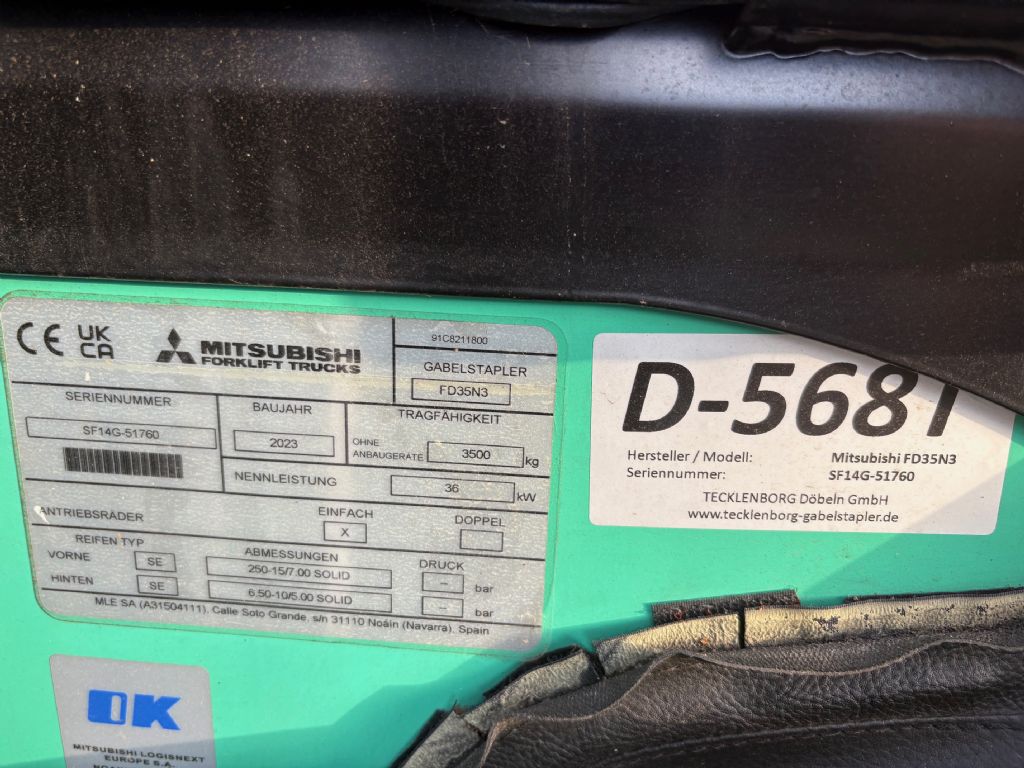 CE UK CA
MITSUBISHI
FORKLIFT TRUCKS
91C8211800
GABELSTAPLER
FD35N3
SERIENNUMMER
SF14G-51760
BAUJAHR
2023
TRAGFÄHIGKEIT
OHNE
ANBAUGERÄTE 3500 kg
NENNLEISTUNG 36 kW
ANTRIEBSRÄDER EINFACH X DOPPEL
REIFEN TYP ABMESSUNGEN DRUCK
VORNE SE 250-15/7.00 SOLID – bar
HINTEN SE 6.50-10/5.00 SOLID – bar
MLE SA (A31504111). Calle Soto Grande, s/n 31110 Noáin (Navarra). Spain
D-5681
Hersteller / Modell: Mitsubishi FD35N3
Seriennummer: SF14G-51760
TECKLENBORG Döbeln GmbH
www.tecklenborg-gabelstapler.de
OK
MITSUBISHI LOGISNEXT
EUROPE S.A.